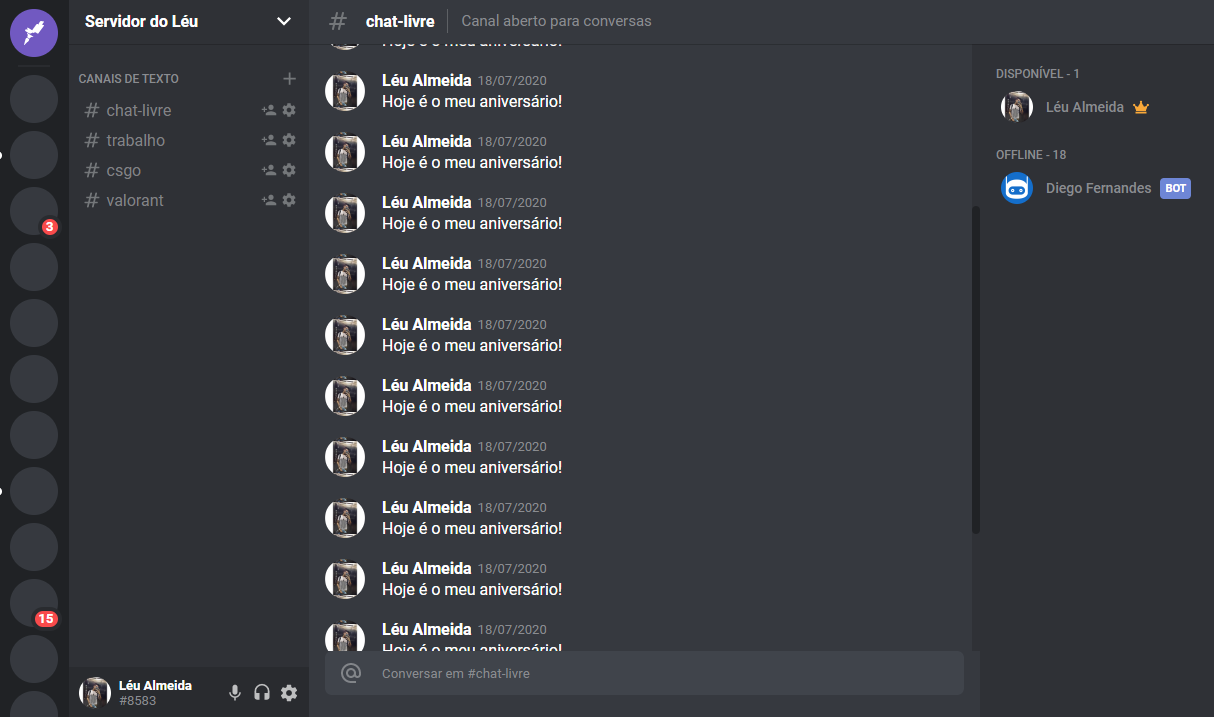 Servidor do Léu
# chat-livre
Canal aberto para conversas
CANAIS DE TEXTO
# chat-livre
# trabalho
# csgo
# valorant
3
15
Hoje é o meu aniversário!
Léu Almeida 18/07/2020
Hoje é o meu aniversário!
Léu Almeida 18/07/2020
Hoje é o meu aniversário!
Léu Almeida 18/07/2020
Hoje é o meu aniversário!
Léu Almeida 18/07/2020
Hoje é o meu aniversário!
Léu Almeida 18/07/2020
Hoje é o meu aniversário!
Léu Almeida 18/07/2020
Hoje é o meu aniversário!
Léu Almeida 18/07/2020
Hoje é o meu aniversário!
Léu Almeida 18/07/2020
Hoje é o meu aniversário!
Léu Almeida 18/07/2020
Hoje é o meu aniversário!
Léu Almeida 18/07/2020
Hoje é o meu aniversário!
@ Conversar em #chat-livre
Léu Almeida
#8583
DISPONÍVEL - 1
Léu Almeida
OFFLINE - 18
Diego Fernandes BOT